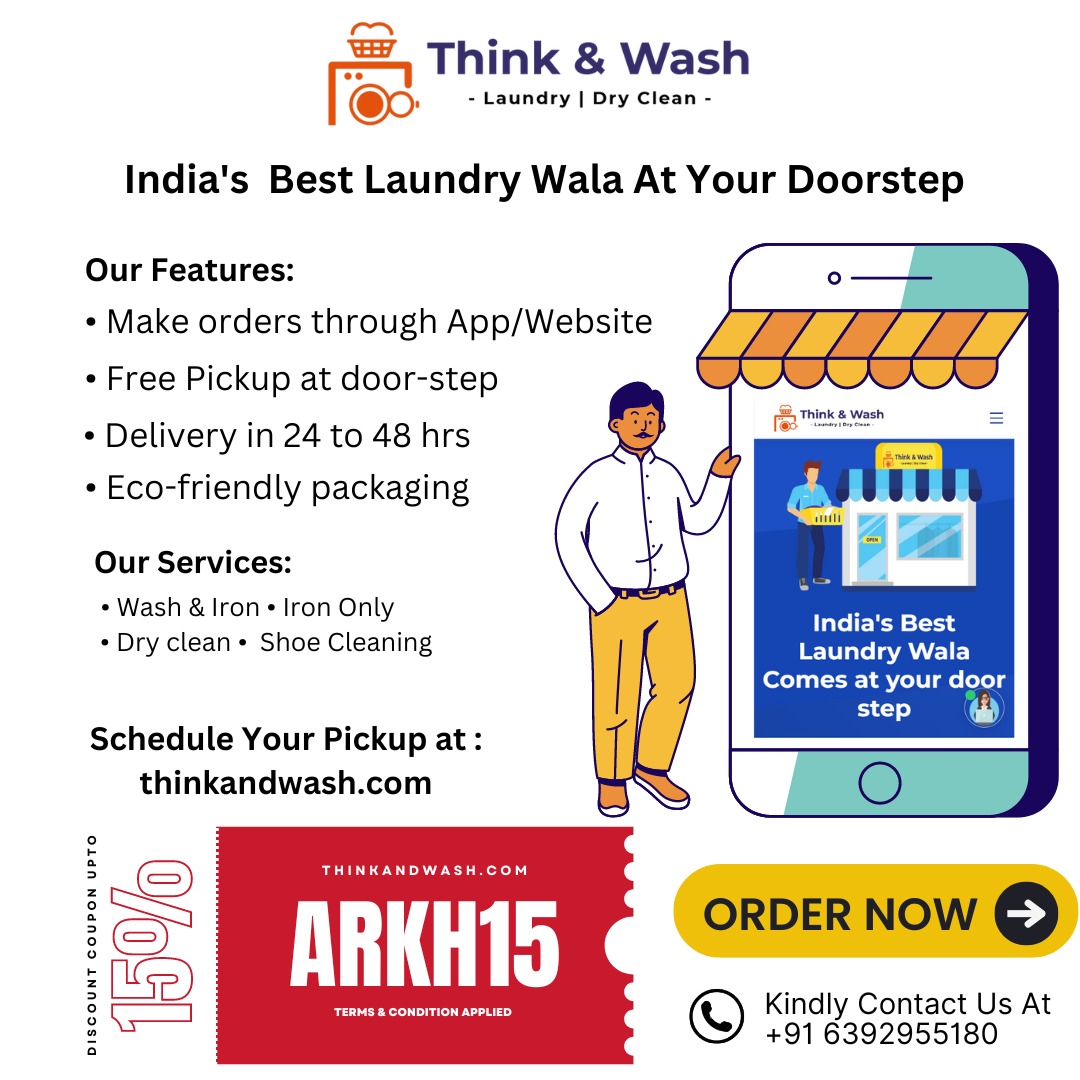 Think & Wash
- Laundry | Dry Clean -
India's Best Laundry Wala At Your Doorstep
Our Features:
• Make orders through App/Website
• Free Pickup at door-step
• Delivery in 24 to 48 hrs
• Eco-friendly packaging
Our Services:
• Wash & Iron • Iron Only
• Dry clean • Shoe Cleaning
Schedule Your Pickup at :
thinkandwash.com
Think & Wash
- Laundry | Dry Clean -
Think & Wash
Laundry | Dry Clean
OPEN
India's Best
Laundry Wala
Comes at your door
step
DISCOUNT COUPON UPTO
15%
THINKANDWASH.COM
ARKH15
TERMS & CONDITION APPLIED
ORDER NOW
Kindly Contact Us At
+91 6392955180